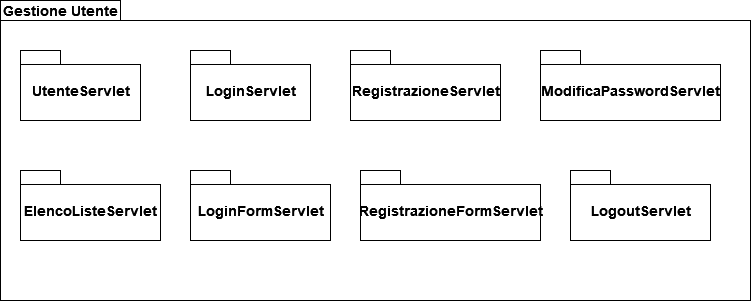 Gestione Utente
UtenteServlet
LoginServlet
RegistrazioneServlet
ModificaPasswordServlet
ElencoListeServlet
LoginFormServlet
RegistrazioneFormServlet
LogoutServlet